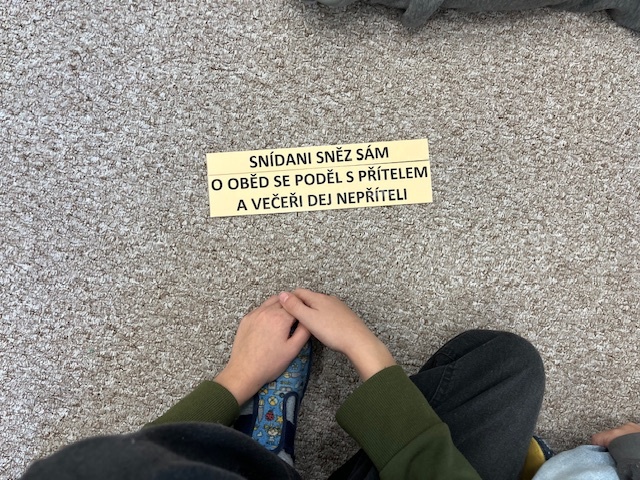 SNÍDANI SNĚZ SÁM
O OBĚD SE PODĚL S PŘÍTELEM
A VEČEŘI DEJ NEPŘÍTELI